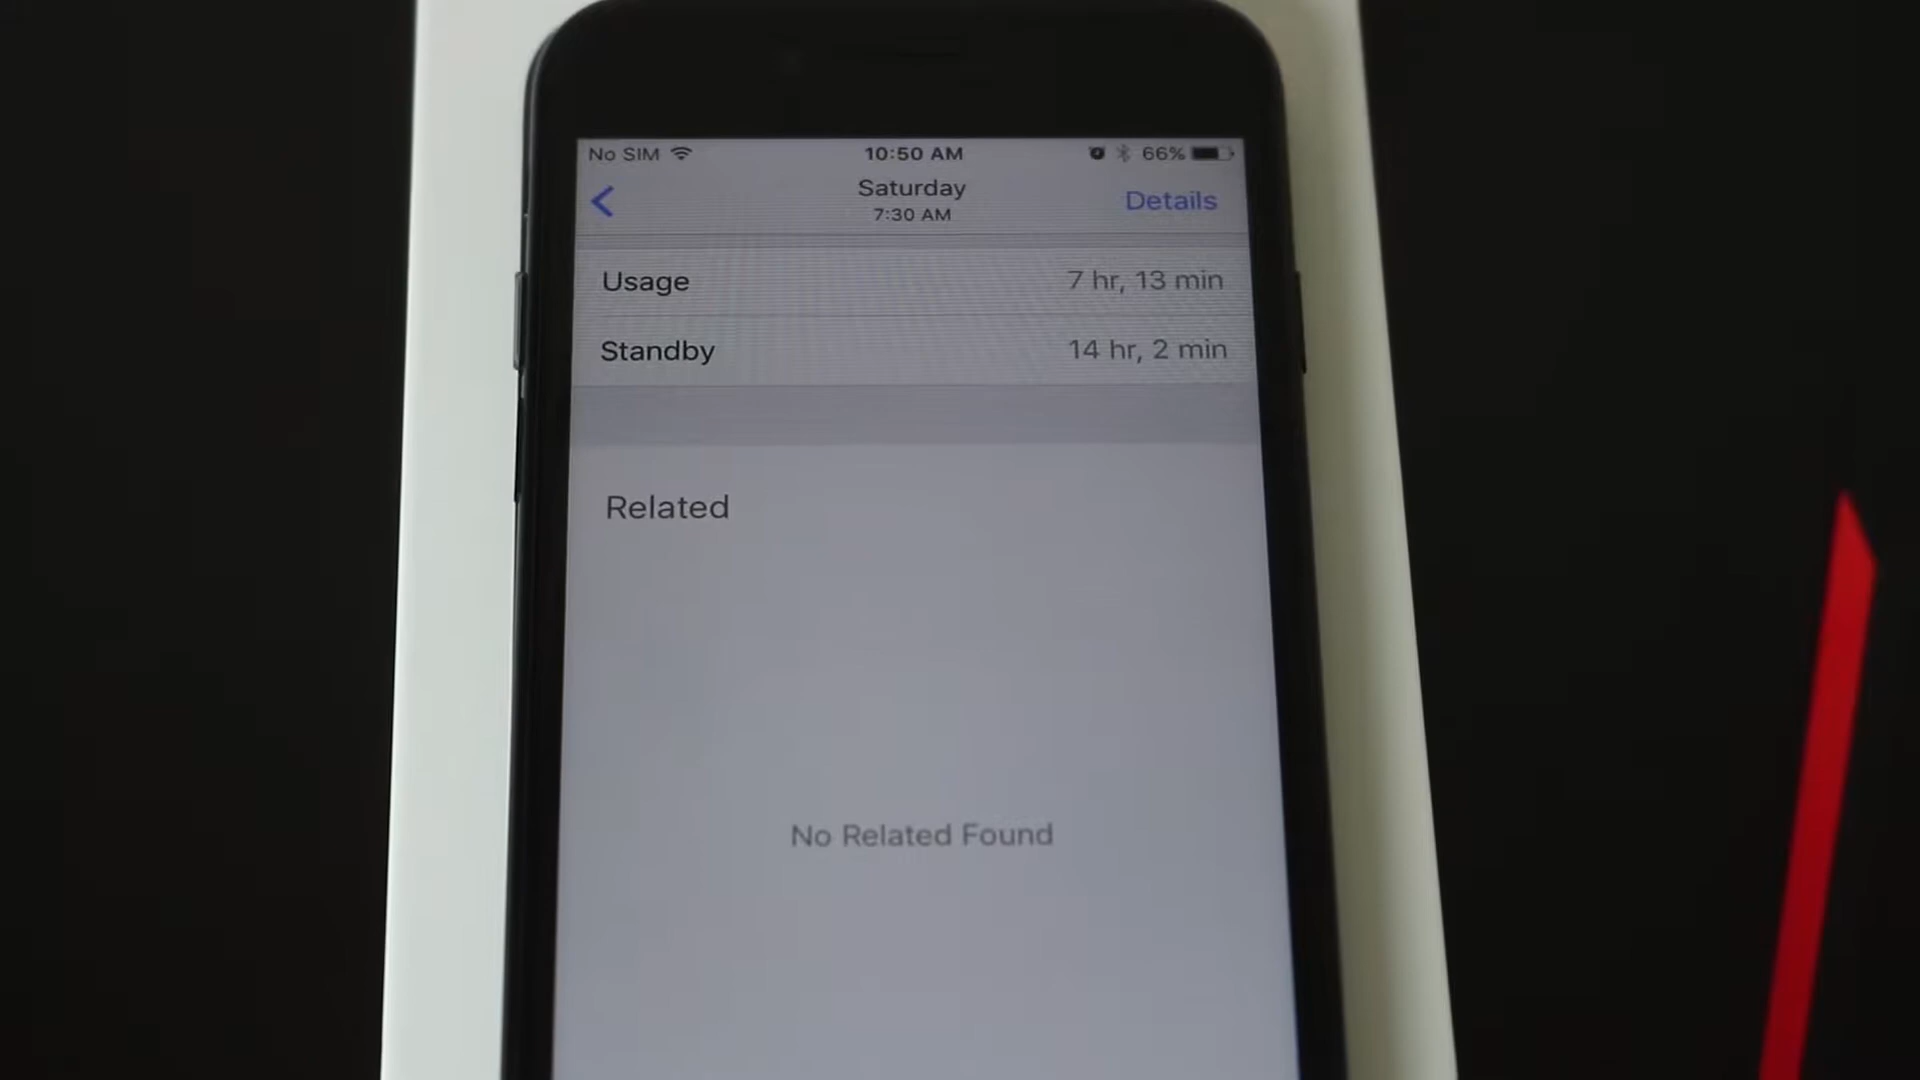 No SIM 10:50 AM 66%
Saturday
7:30 AM
Details
Usage 7 hr, 13 min
Standby 14 hr, 2 min
Related
No Related Found